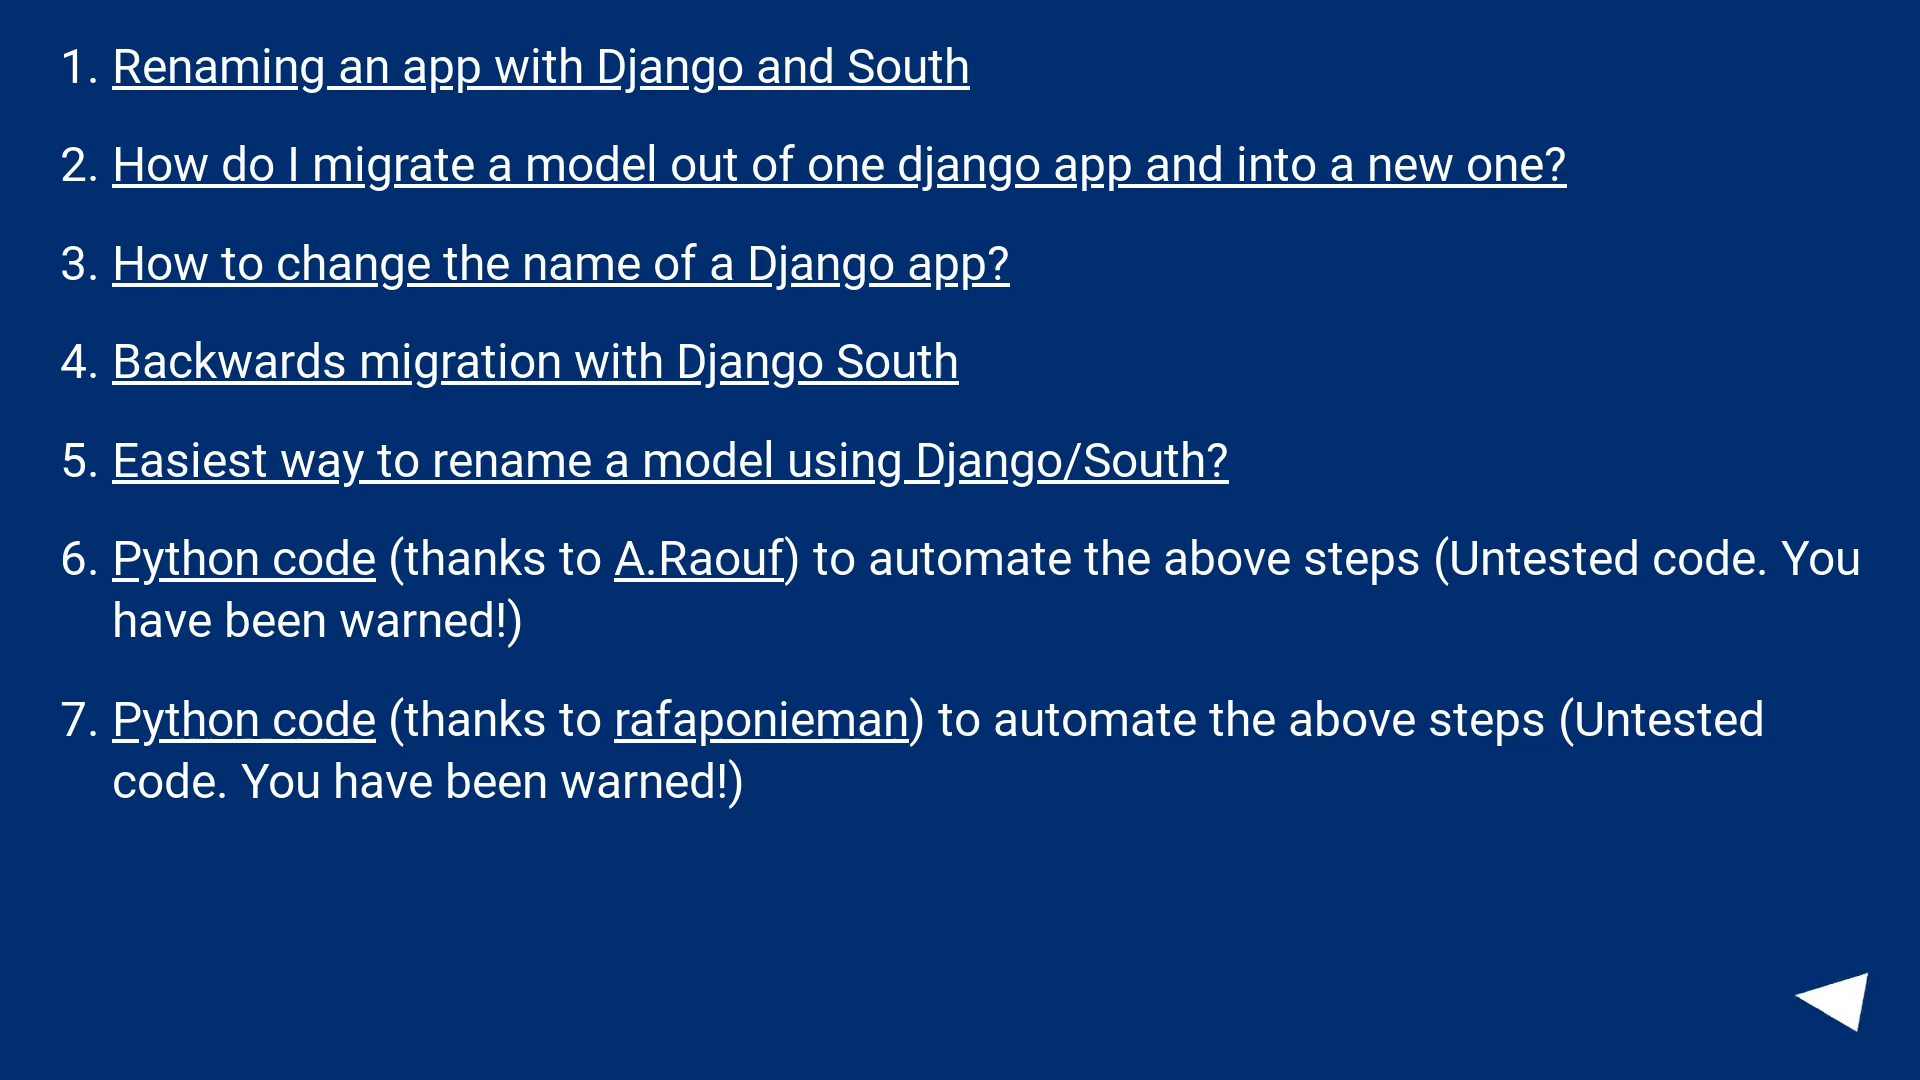 1. Renaming an app with Django and South
2. How do I migrate a model out of one django app and into a new one?
3. How to change the name of a Django app?
4. Backwards migration with Django South
5. Easiest way to rename a model using Django/South?
6. Python code (thanks to A.Raouf) to automate the above steps (Untested code. You
have been warned!)
7. Python code (thanks to rafaponieman) to automate the above steps (Untested
code. You have been warned!)